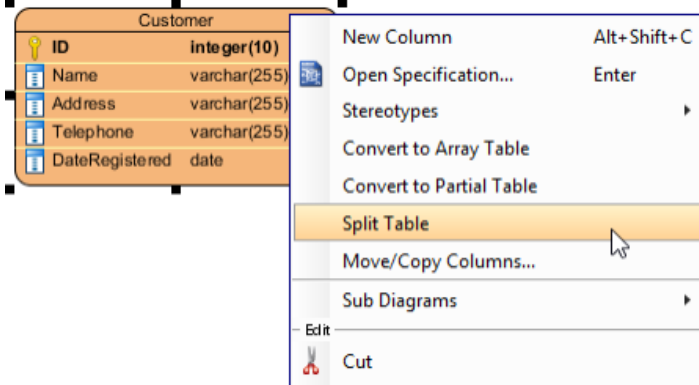 Customer
ID integer(10)
Name varchar(255)
Address varchar(255)
Telephone varchar(255)
DateRegistered date
New Column Alt+Shift+C
Open Specification... Enter
Stereotypes
Convert to Array Table
Convert to Partial Table
Split Table
Move/Copy Columns...
Sub Diagrams
Edit
Cut